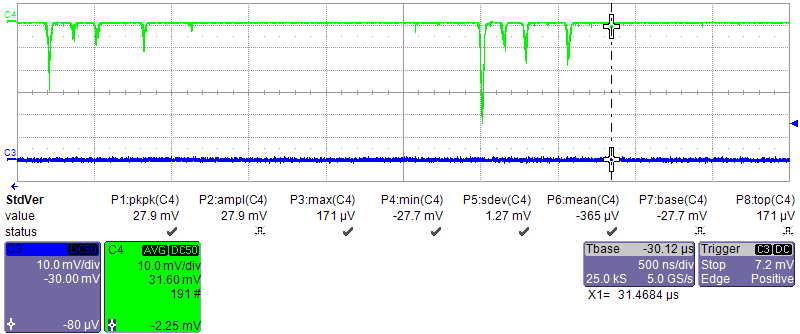 C4
C3
StdVer P1:pkpk(C4) P2:ampl(C4) P3:max(C4) P4:min(C4) P5:sdev(C4) P6:mean(C4) P7:base(C4) P8:top(C4)
value 27.9 mV 27.9 mV 171 µV -27.7 mV 1.27 mV -365 µV -27.7 mV 171 µV
status
C3 DC50
10.0 mV/div
-30.00 mV
-80 µV
C4 AVG DC50
10.0 mV/div
31.60 mV
191 #
-2.25 mV
Tbase -30.12 µs
500 ns/div
25.0 kS 5.0 GS/s
Trigger C3 DC
Stop 7.2 mV
Edge Positive
X1= 31.4684 µs